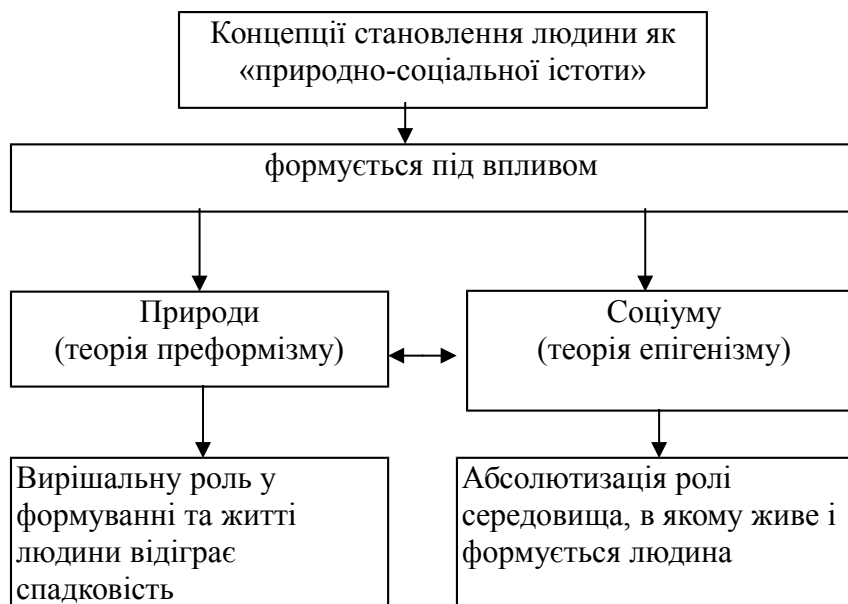 Концепції становлення людини як
«природно-соціальної істоти»
формується під впливом
Природи
(теорія преформізму)
Соціуму
(теорія епігенізму)
Вирішальну роль у
формуванні та житті
людини відіграє
спадковість
Абсолютизація ролі
середовища, в якому живе і
формується людина